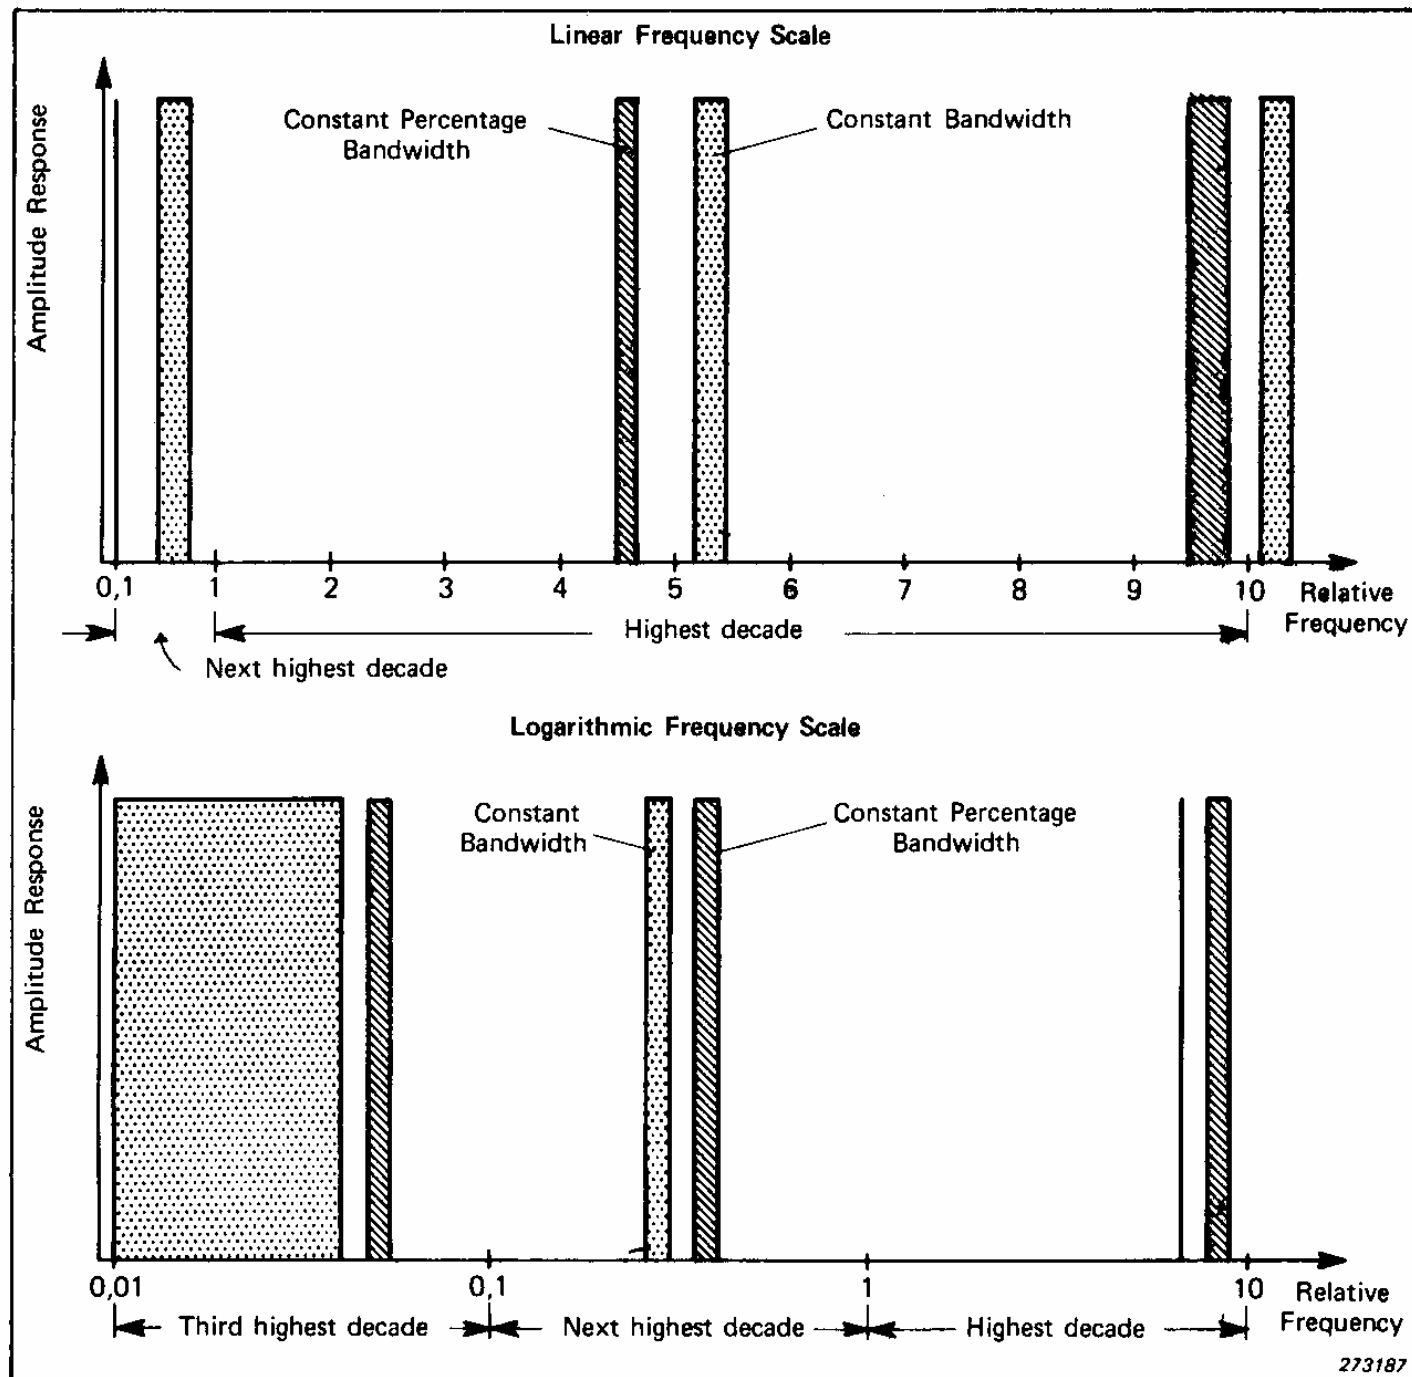 Linear Frequency Scale
Amplitude Response
Constant Percentage
Bandwidth
Constant Bandwidth
0,1 1 2 3 4 5 6 7 8 9 10 Relative
Frequency
Highest decade
Next highest decade
Logarithmic Frequency Scale
Amplitude Response
Constant
Bandwidth
Constant Percentage
Bandwidth
0,01 0,1 1 10 Relative
Frequency
Third highest decade Next highest decade Highest decade
273187